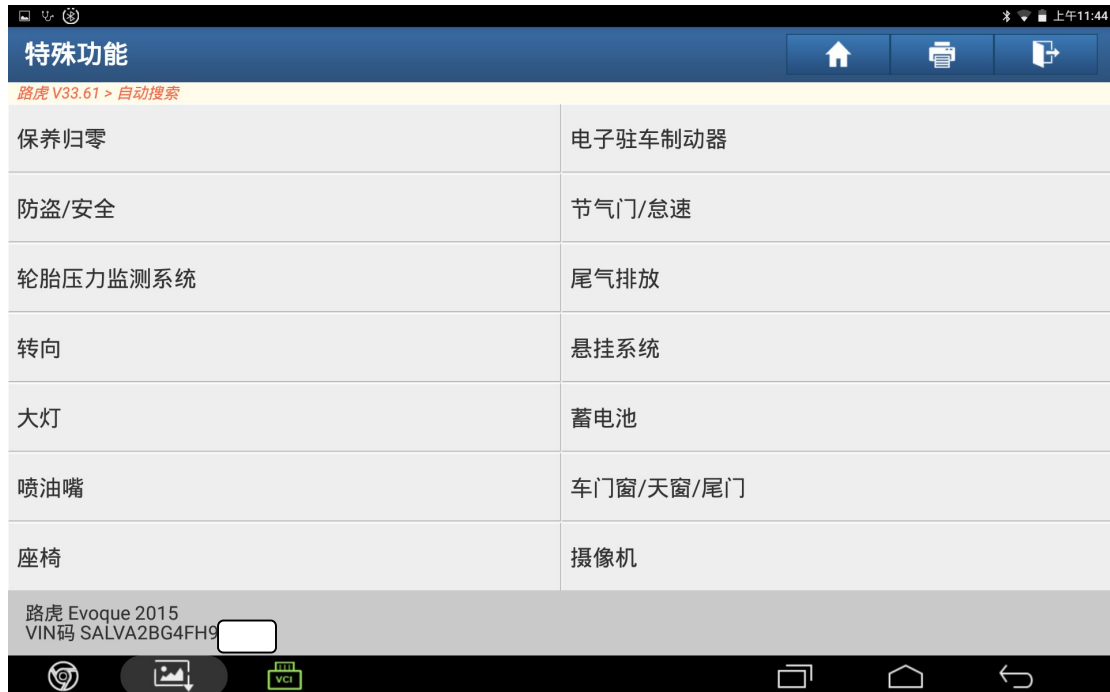 上午11:44
特殊功能
路虎 V33.61 > 自动搜索
保养归零
电子驻车制动器
防盗/安全
节气门/怠速
轮胎压力监测系统
尾气排放
转向
悬挂系统
大灯
蓄电池
喷油嘴
车门窗/天窗/尾门
座椅
摄像机
路虎 Evoque 2015
VIN码 SALVA2BG4FH9
VCI